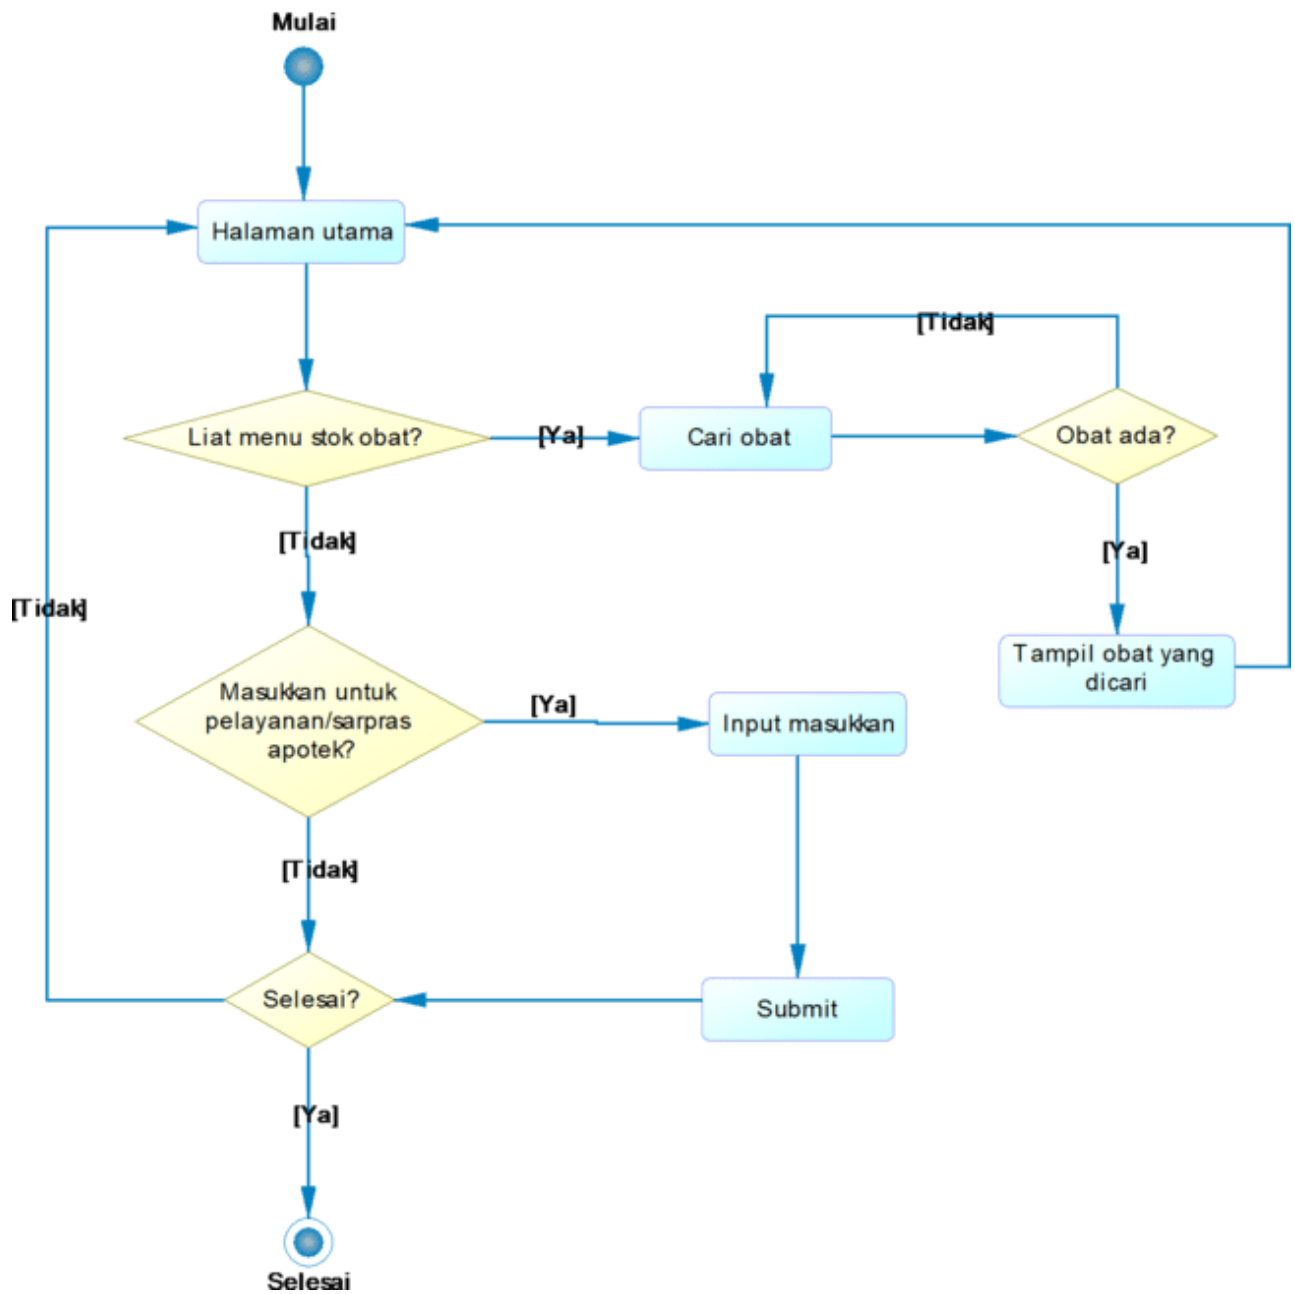 Mulai
Halaman utama
[Tidak]
Liat menu stok obat?
[Ya]
Cari obat
Obat ada?
[Tidak]
[Ya]
[Tidak]
Tampil obat yang
dicari
Masukkan untuk
pelayanan/sarpras
apotek?
[Ya]
Input masukkan
[Tidak]
Selesai?
Submit
[Ya]
Selesai